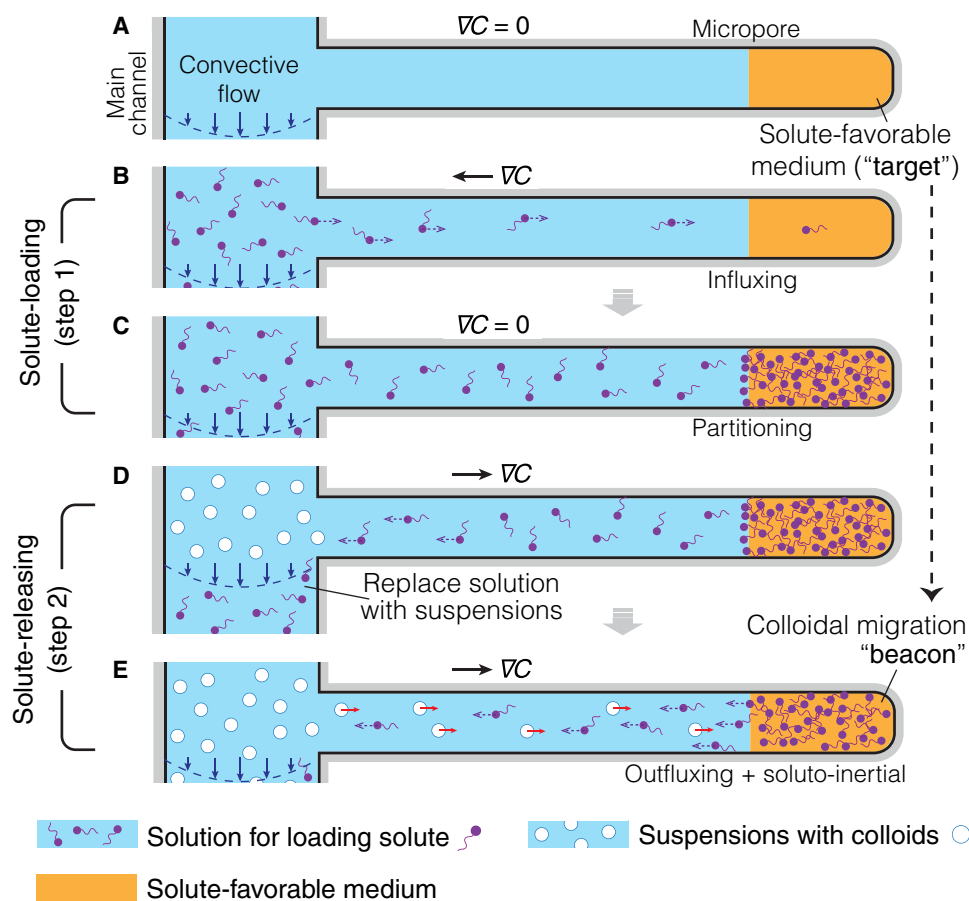 A
∇C = 0
Micropore
Main
channel
Convective
flow
Solute-favorable
medium (“target”)
B
∇C
Influxing
Solute-loading
(step 1)
C
∇C = 0
Partitioning
D
∇C
Replace solution
with suspensions
Solute-releasing
(step 2)
Colloidal migration
“beacon”
E
∇C
Outfluxing + soluto-inertial
Solution for loading solute
Suspensions with colloids
Solute-favorable medium